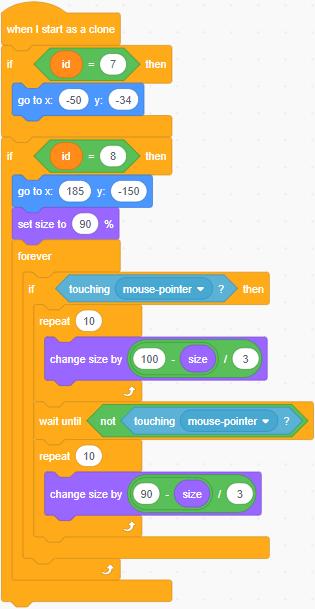 when I start as a clone
if id = 7 then
go to x: -50 y: -34
if id = 8 then
go to x: 185 y: -150
set size to 90 %
forever
if touching mouse-pointer ? then
repeat 10
change size by 100 - size / 3
wait until not touching mouse-pointer ?
repeat 10
change size by 90 - size / 3